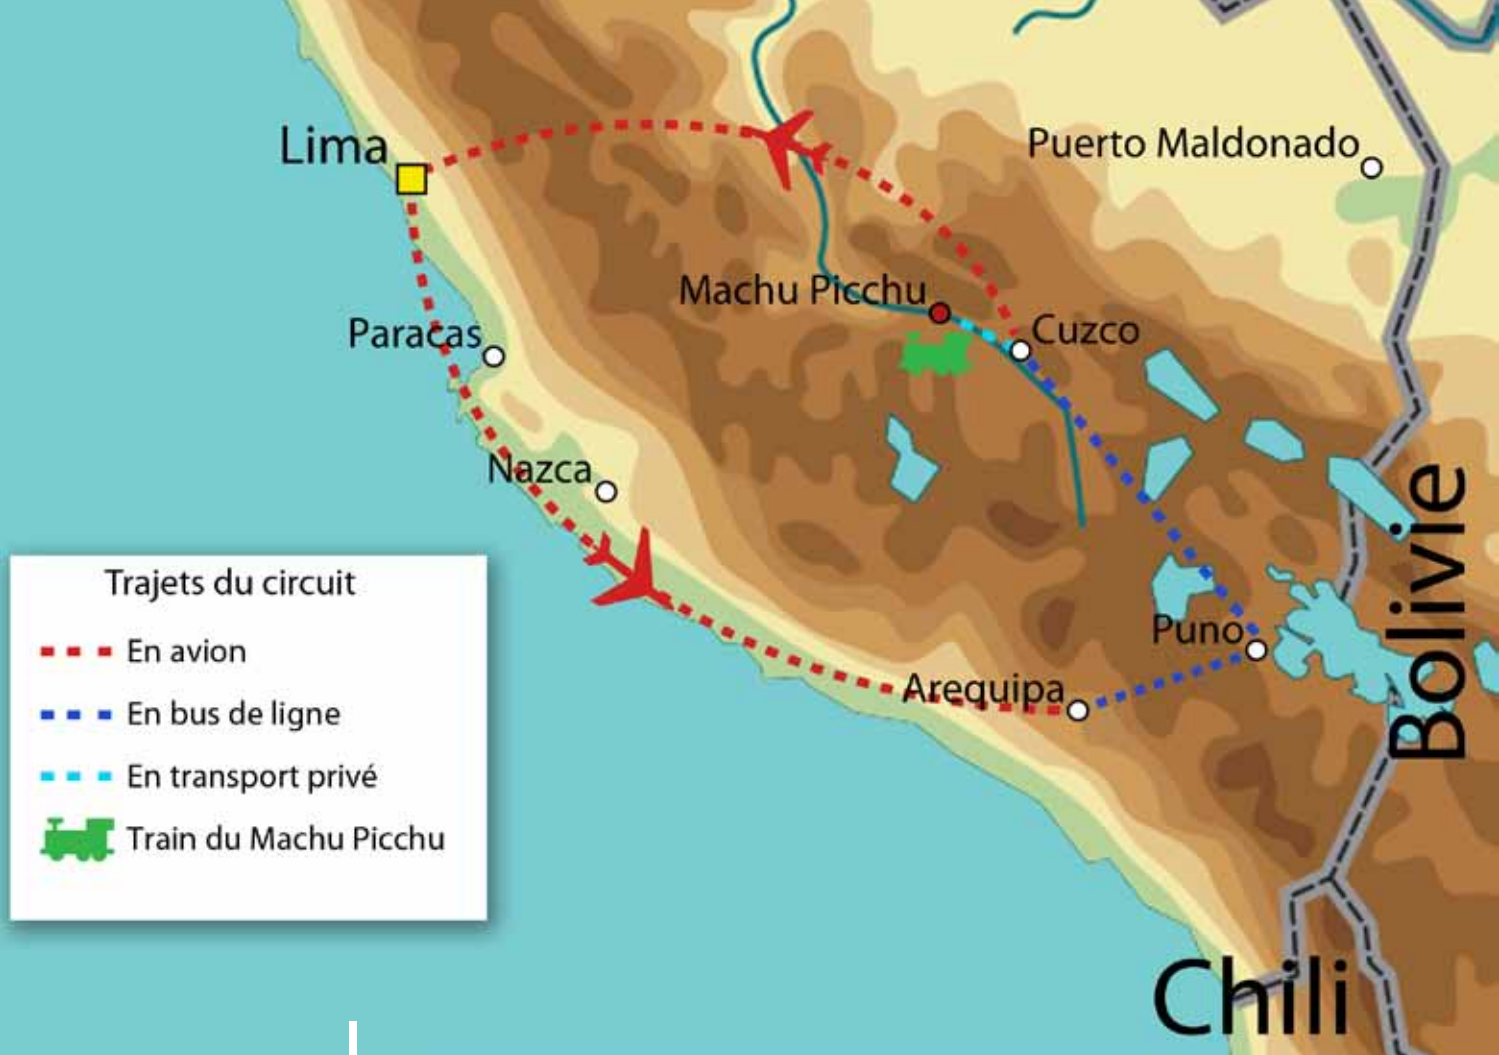 Lima
Puerto Maldonado
Machu Picchu
Cuzco
Paracas
Nazca
Bolivie
Puno
Arequipa
Trajets du circuit
En avion
En bus de ligne
En transport privé
Train du Machu Picchu
Chili